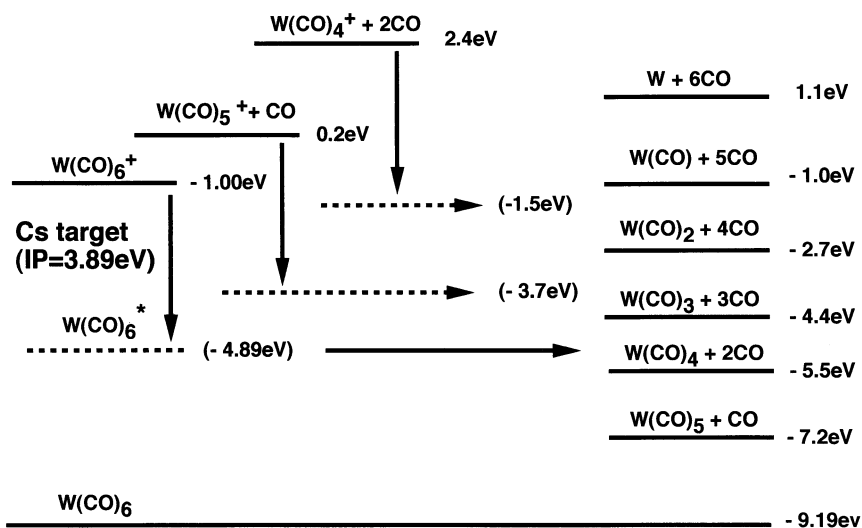 W(CO)4+ + 2CO
2.4eV
W + 6CO
1.1eV
W(CO)5 + + CO
0.2eV
W(CO)6+
- 1.00eV
W(CO) + 5CO
- 1.0eV
(-1.5eV)
Cs target
(IP=3.89eV)
W(CO)2 + 4CO
- 2.7eV
(- 3.7eV)
W(CO)3 + 3CO
- 4.4eV
W(CO)6*
(- 4.89eV)
W(CO)4 + 2CO
- 5.5eV
W(CO)5 + CO
- 7.2eV
W(CO)6
- 9.19ev